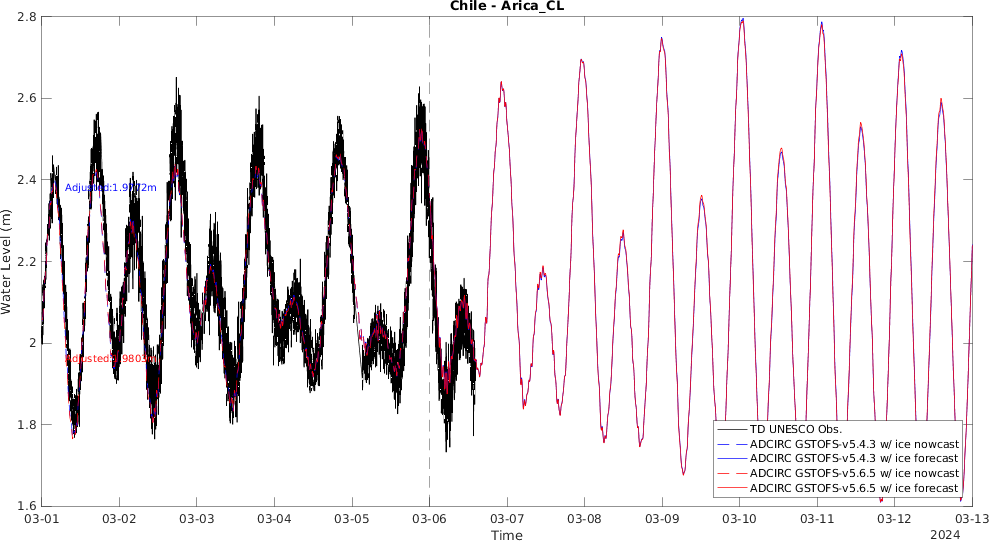 Chile - Arica_CL
2.8
2.6
2.4
2.2
2
1.8
1.6
Water Level (m)
TD UNESCO Obs.
ADCIRC GSTOFS-v5.4.3 w/ ice nowcast
ADCIRC GSTOFS-v5.4.3 w/ ice forecast
ADCIRC GSTOFS-v5.6.5 w/ ice nowcast
ADCIRC GSTOFS-v5.6.5 w/ ice forecast
03-01 03-02 03-03 03-04 03-05 03-06 03-07 03-08 03-09 03-10 03-11 03-12 03-13
Time
2024